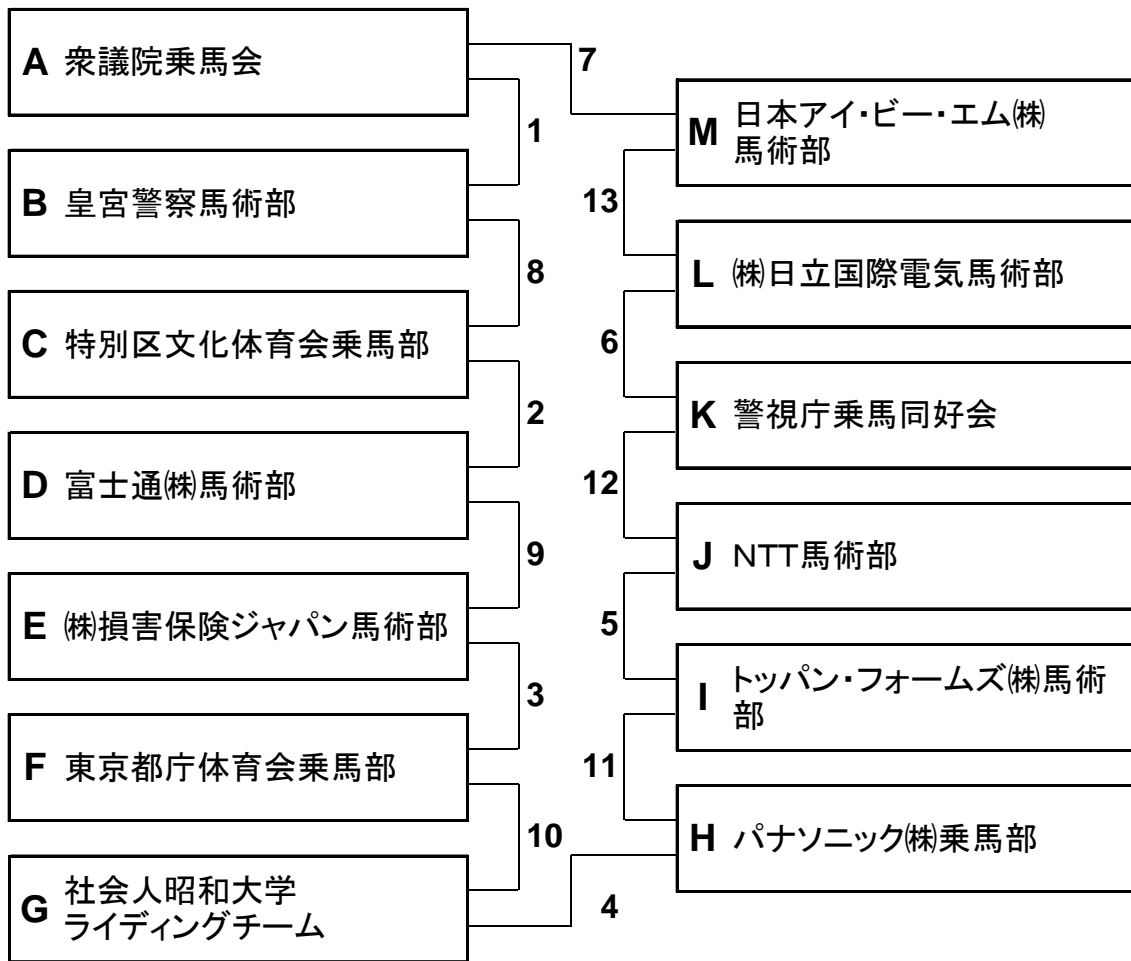 A 衆議院乗馬会
1
B 皇宮警察馬術部
8
C 特別区文化体育会乗馬部
2
D 富士通㈱馬術部
9
E ㈱損害保険ジャパン馬術部
3
F 東京都庁体育会乗馬部
10
G 社会人昭和大学
ライディングチーム
7
M 日本アイ・ビー・エム㈱
馬術部
13
L ㈱日立国際電気馬術部
6
K 警視庁乗馬同好会
12
J NTT馬術部
5
I トッパン・フォームズ㈱馬術
部
11
H パナソニック㈱乗馬部
4